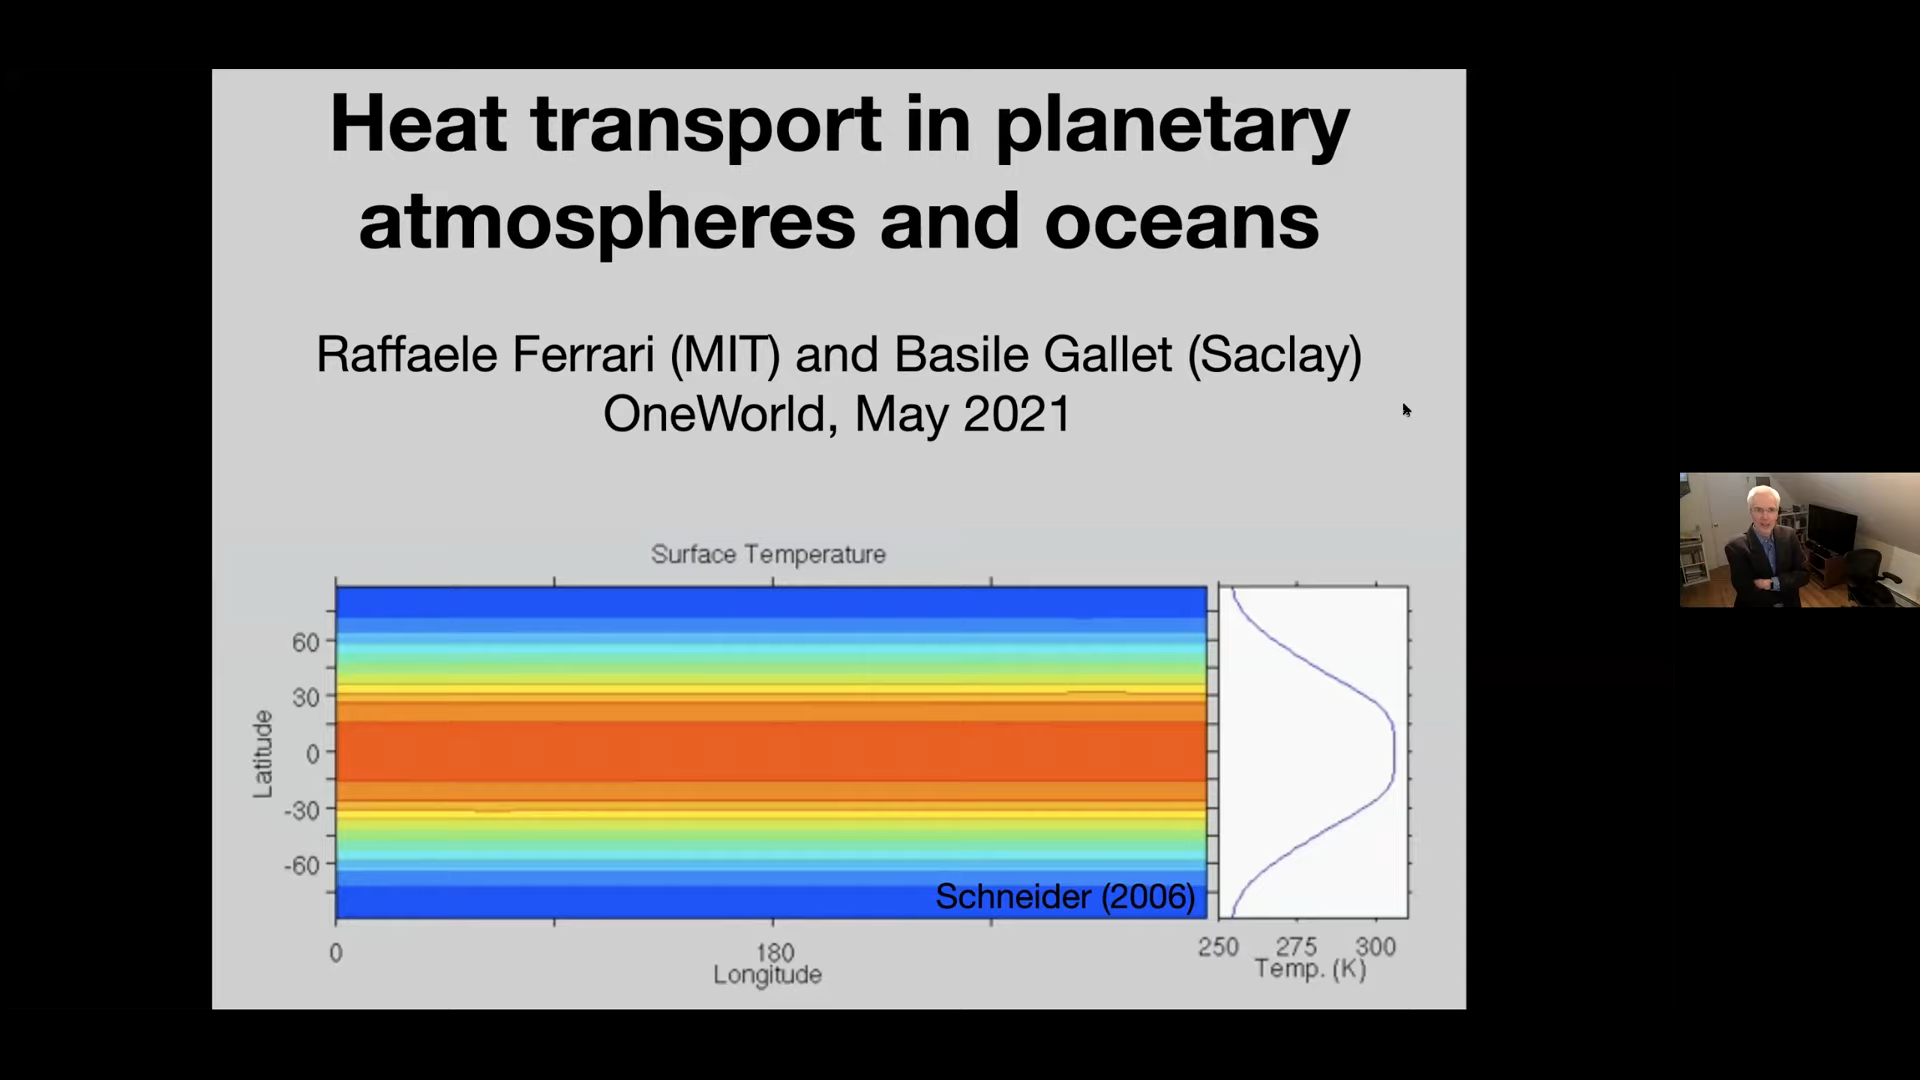 Heat transport in planetary
atmospheres and oceans
Raffaele Ferrari (MIT) and Basile Gallet (Saclay)
OneWorld, May 2021
Surface Temperature
60
30
0
-30
-60
Latitude
Schneider (2006)
0
180
Longitude
250 275 300
Temp. (K)